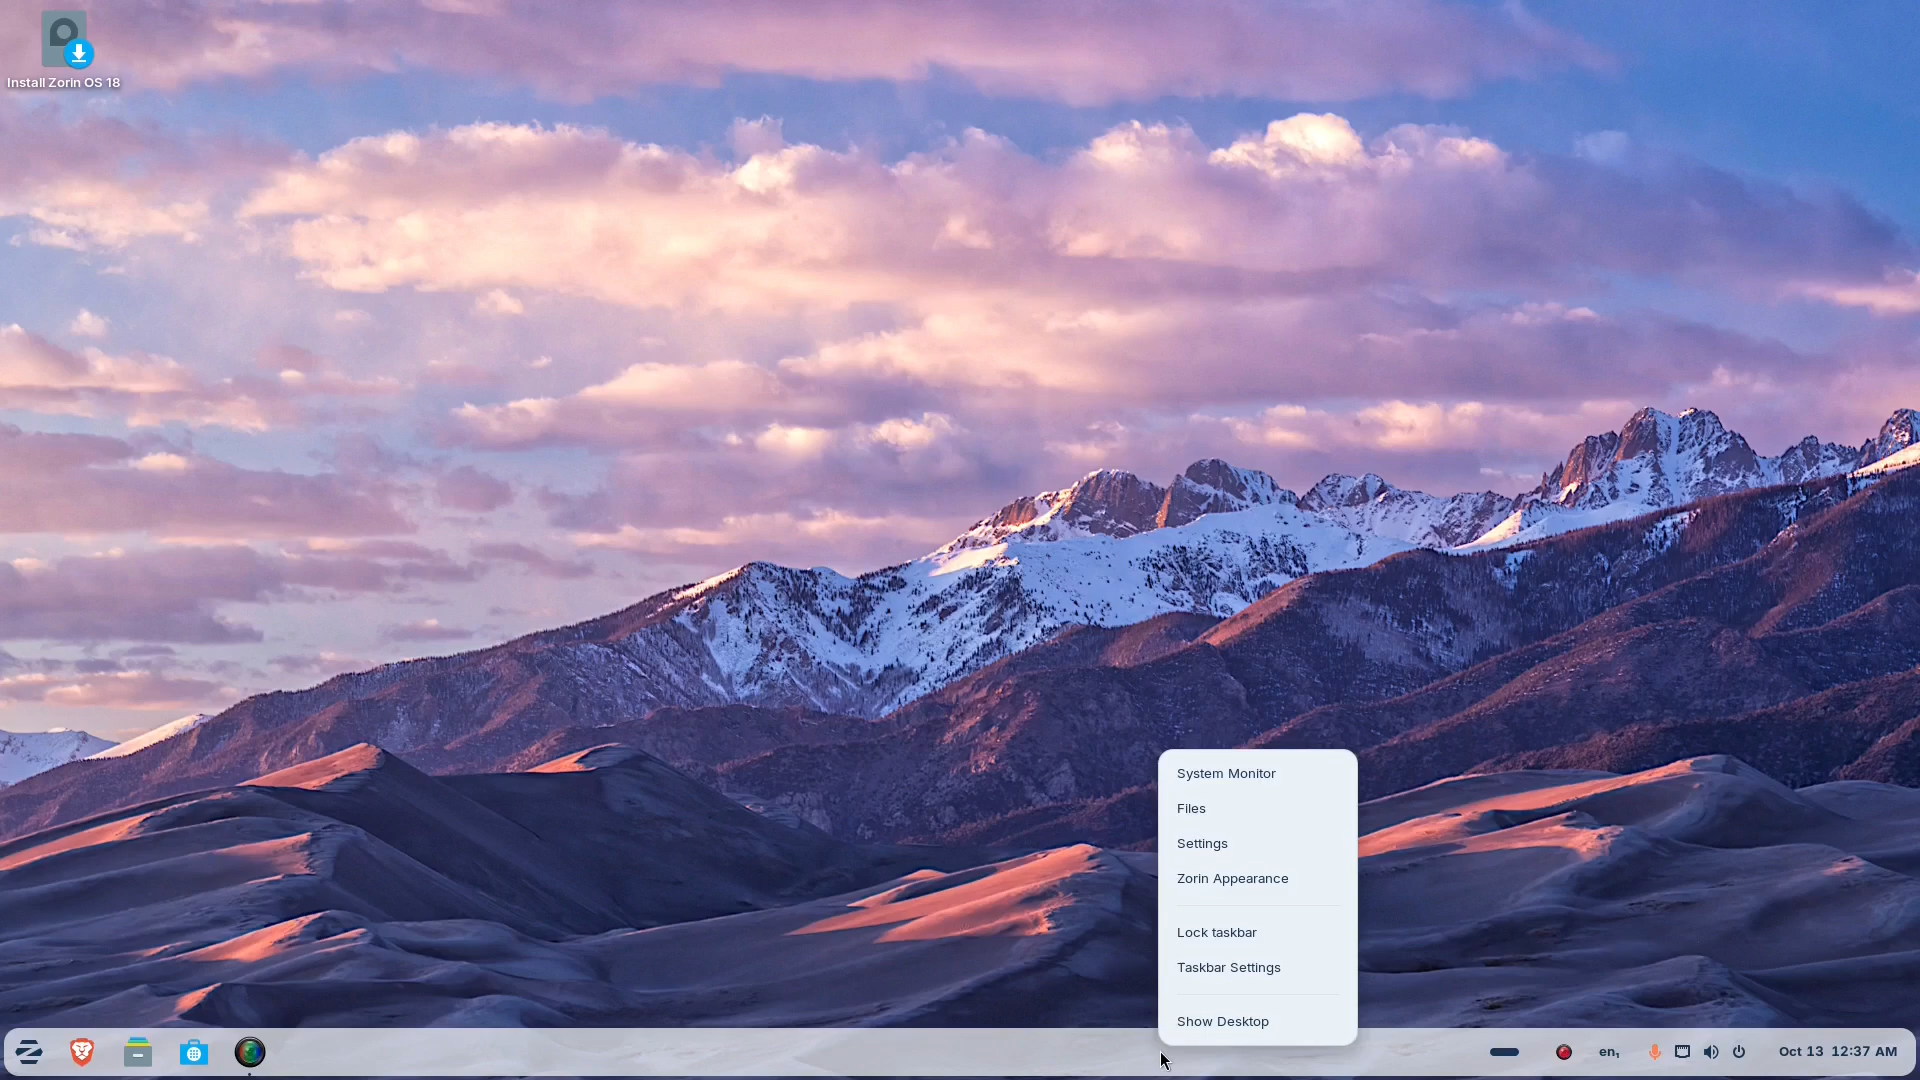 Install Zorin OS 18
System Monitor
Files
Settings
Zorin Appearance
Lock taskbar
Taskbar Settings
Show Desktop
en₁ Oct 13 12:37 AM